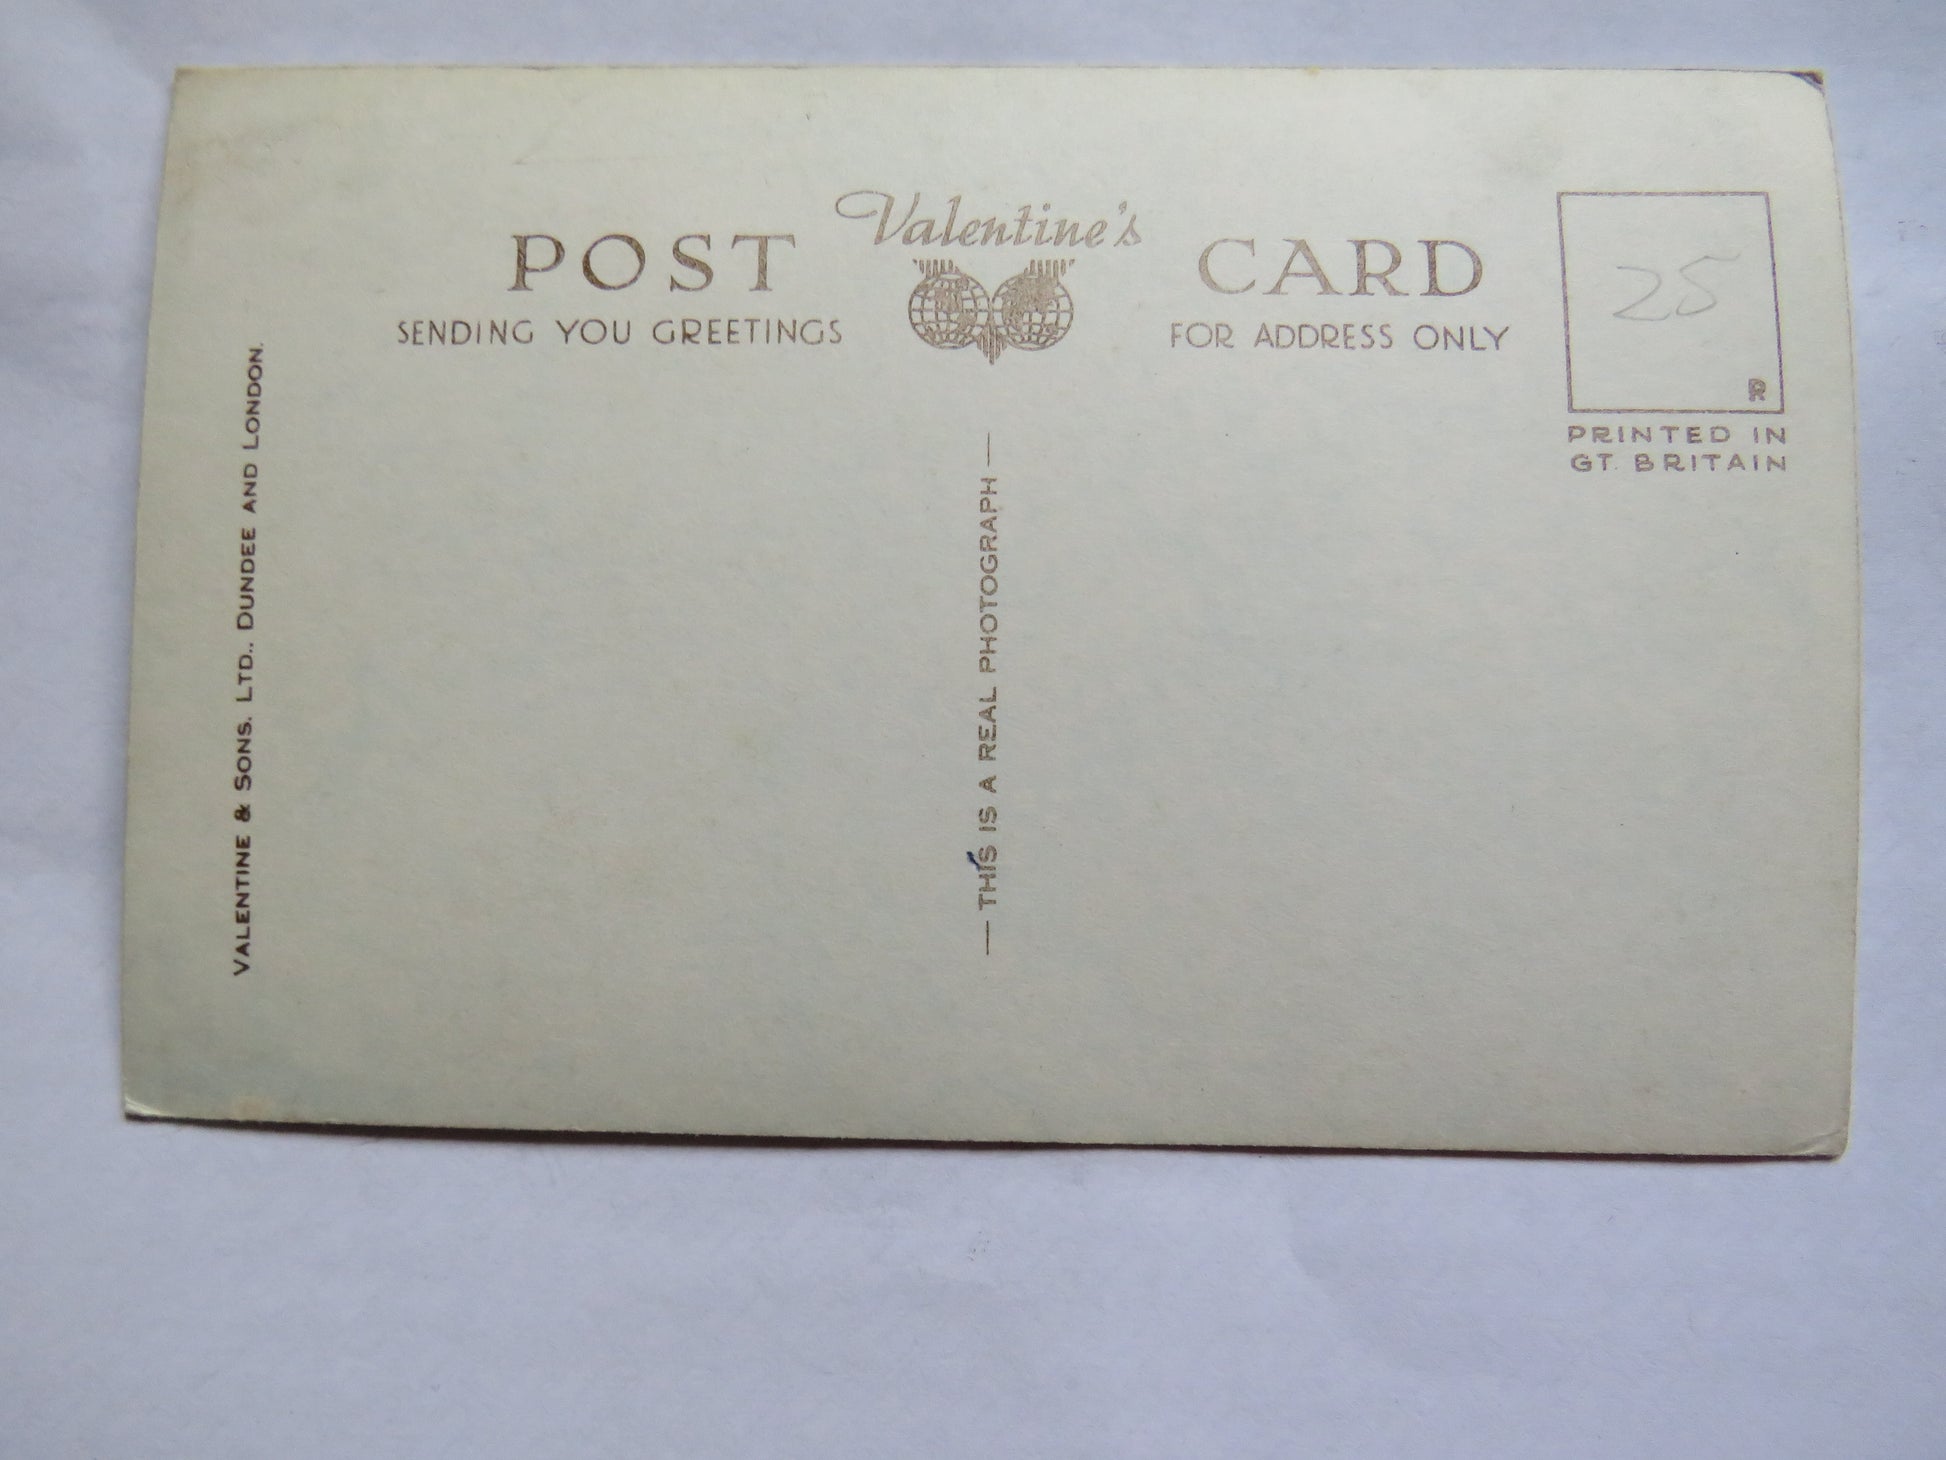 Valentine's
POST CARD
SENDING YOU GREETINGS
FOR ADDRESS ONLY
25
R
PRINTED IN
GT. BRITAIN
VALENTINE & SONS. LTD., DUNDEE AND LONDON.
— THIS IS A REAL PHOTOGRAPH —